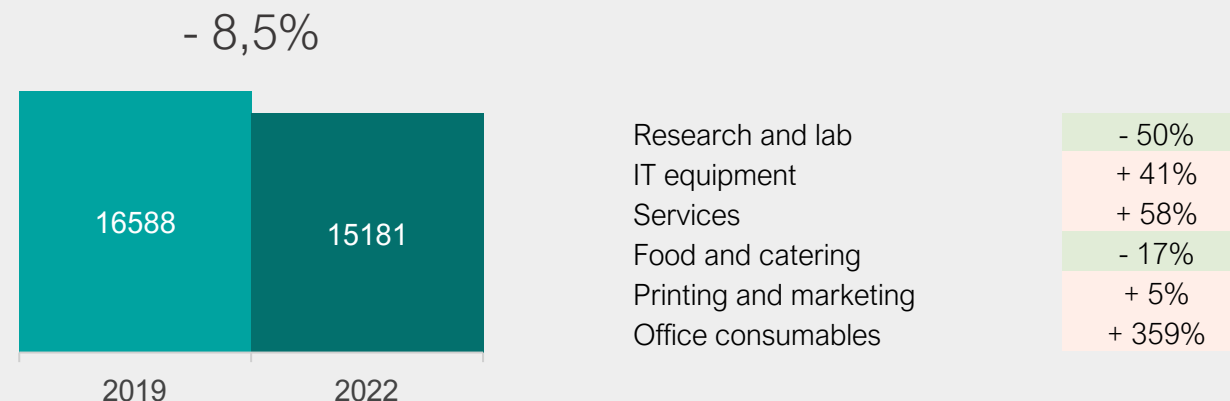 - 8,5%
16588
15181
2019
2022
Research and lab - 50%
IT equipment + 41%
Services + 58%
Food and catering - 17%
Printing and marketing + 5%
Office consumables + 359%